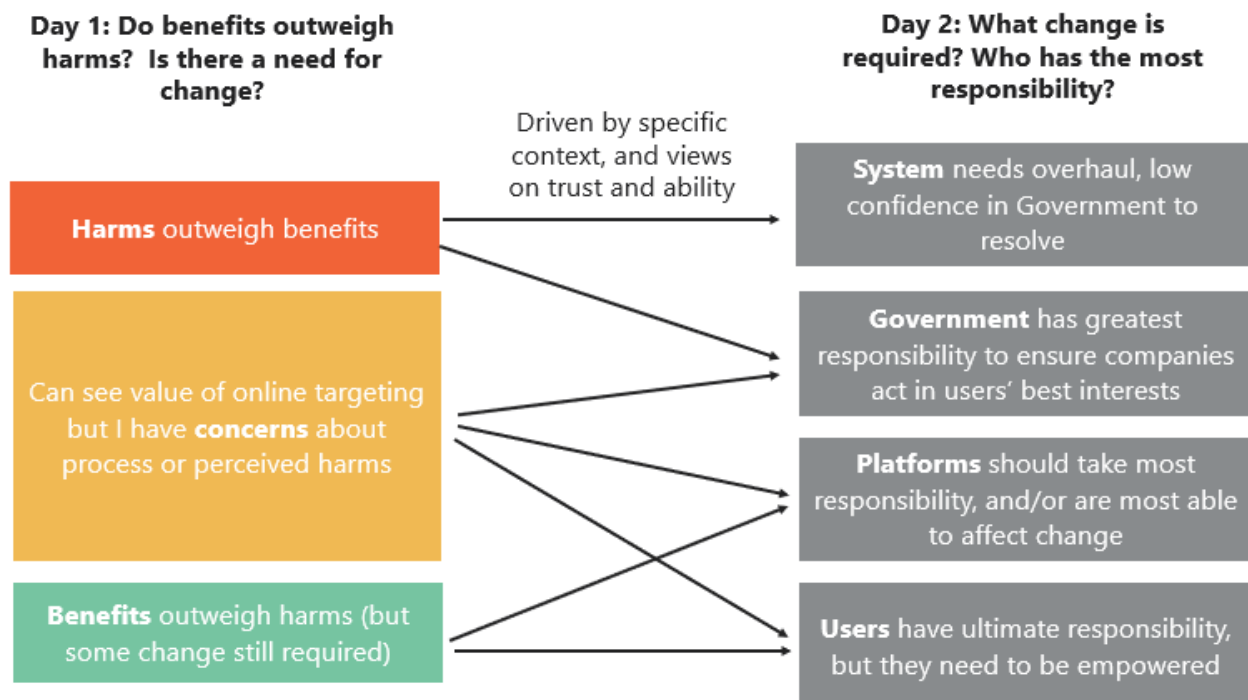 Day 1: Do benefits outweigh
harms?  Is there a need for
change?
Driven by specific
context, and views
on trust and ability
Day 2: What change is
required? Who has the most
responsibility?
Harms outweigh benefits
Can see value of online targeting
but I have concerns about
process or perceived harms
Benefits outweigh harms (but
some change still required)
System needs overhaul, low
confidence in Government to
resolve
Government has greatest
responsibility to ensure companies
act in users’ best interests
Platforms should take most
responsibility, and/or are most able
to affect change
Users have ultimate responsibility,
but they need to be empowered